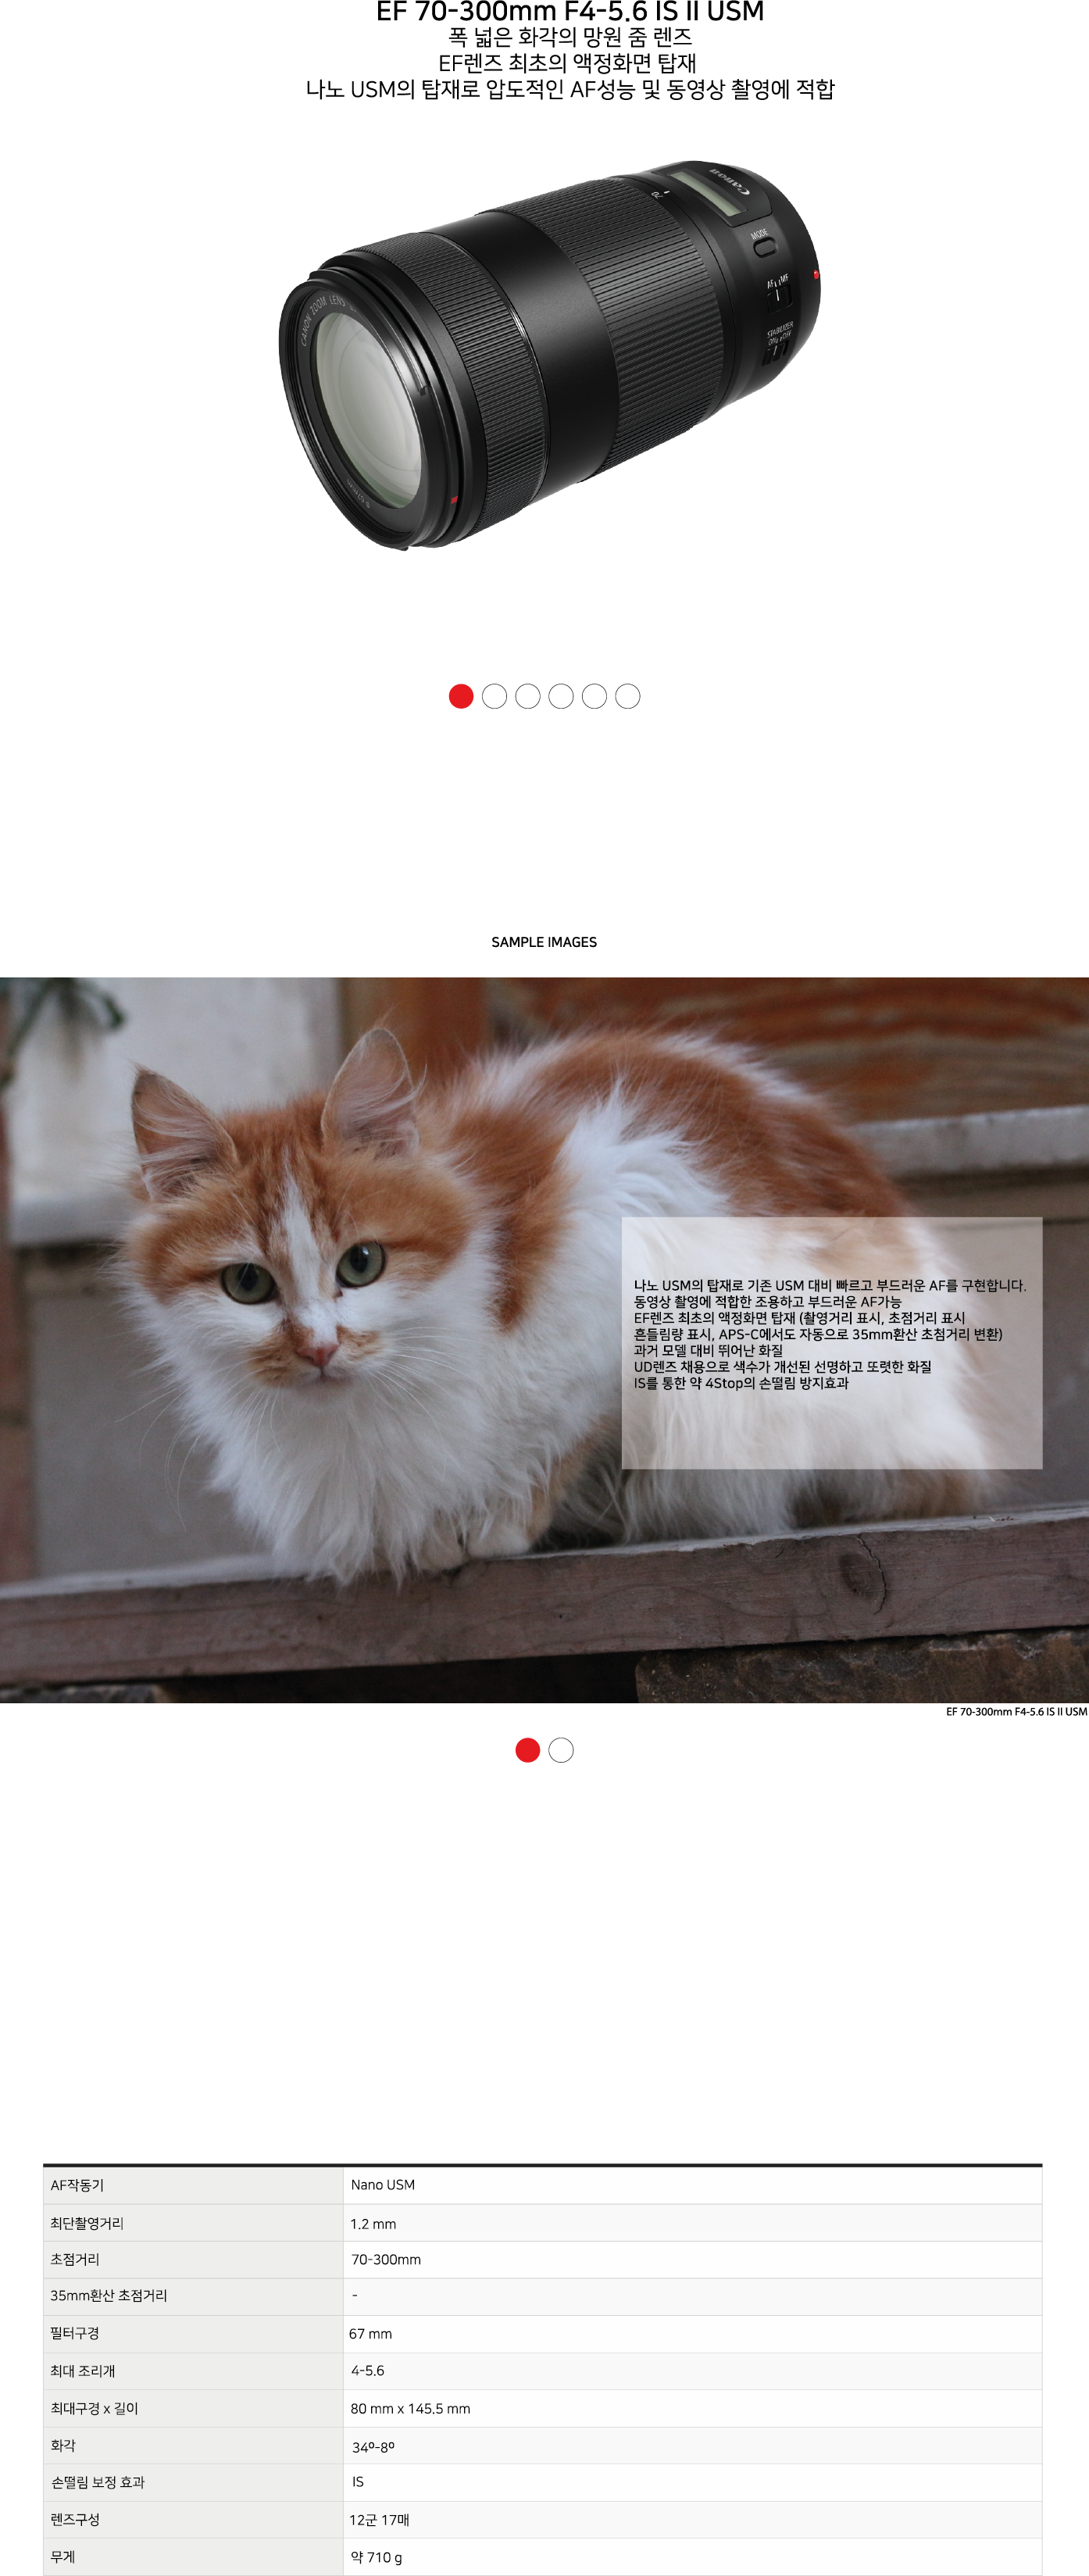 EF 70-300mm F4-5.6 IS II USM
폭 넓은 화각의 망원 줌 렌즈
EF렌즈 최초의 액정화면 탑재
나노 USM의 탑재로 압도적인 AF성능 및 동영상 촬영에 적합
Canon
70
MODE
AF MF
STABILIZER
ON OFF
CANON ZOOM LENS
67mm
SAMPLE IMAGES
나노 USM의 탑재로 기존 USM 대비 빠르고 부드러운 AF를 구현합니다.
동영상 촬영에 적합한 조용하고 부드러운 AF가능
EF렌즈 최초의 액정화면 탑재 (촬영거리 표시, 초점거리 표시
흔들림량 표시, APS-C에서도 자동으로 35mm환산 초첨거리 변환)
과거 모델 대비 뛰어난 화질
UD렌즈 채용으로 색수가 개선된 선명하고 또렷한 화질
IS를 통한 약 4Stop의 손떨림 방지효과
EF 70-300mm F4-5.6 IS II USM
AF작동기 Nano USM
최단촬영거리 1.2 mm
초점거리 70-300mm
35mm환산 초점거리 -
필터구경 67 mm
최대 조리개 4-5.6
최대구경 x 길이 80 mm x 145.5 mm
화각 34º-8º
손떨림 보정 효과 IS
렌즈구성 12군 17매
무게 약 710 g